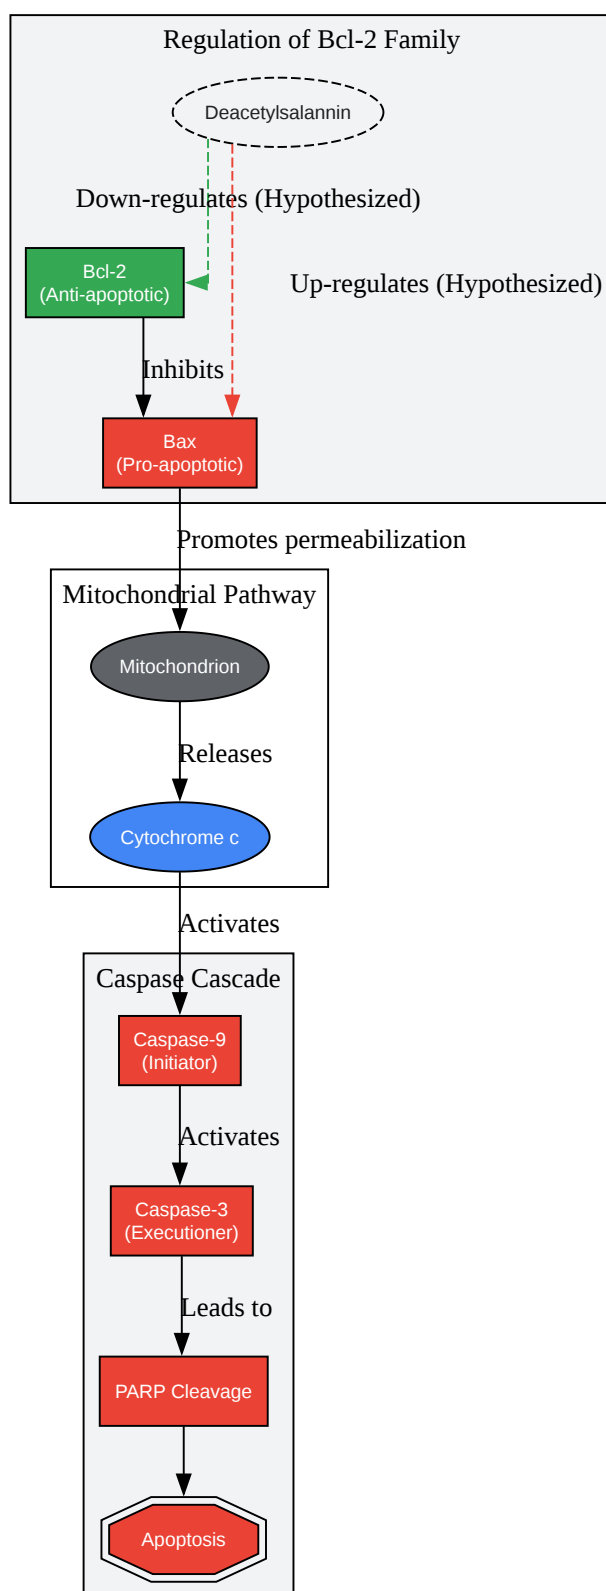 Regulation of Bcl-2 Family
Deacetylsalannin
Down-regulates (Hypothesized)
Bcl-2
(Anti-apoptotic)
Up-regulates (Hypothesized)
Inhibits
Bax
(Pro-apoptotic)
Promotes permeabilization
Mitochondrial Pathway
Mitochondrion
Releases
Cytochrome c
Activates
Caspase Cascade
Caspase-9
(Initiator)
Activates
Caspase-3
(Executioner)
Leads to
PARP Cleavage
Apoptosis